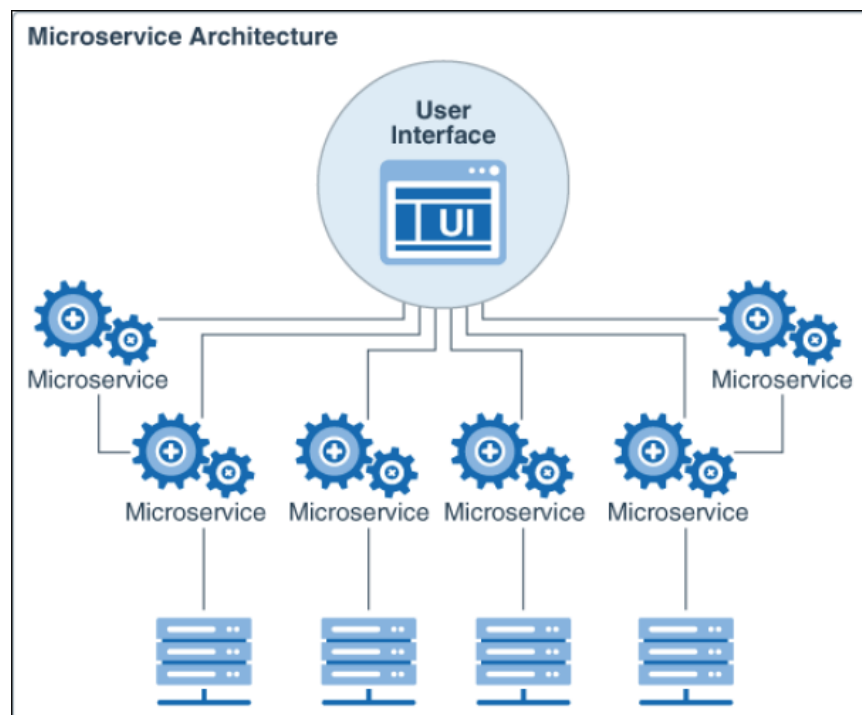 Microservice Architecture
User
Interface
UI
Microservice
Microservice
Microservice
Microservice
Microservice
Microservice